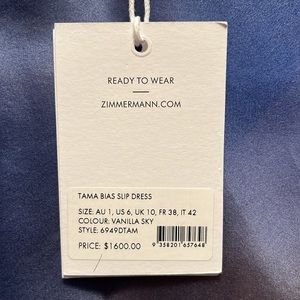 READY TO WEAR
ZIMMERMANN.COM
TAMA BIAS SLIP DRESS
SIZE: AU 1, US 6, UK 10, FR 38, IT 42
COLOUR: VANILLA SKY
STYLE: 6949DTAM
PRICE: $1600.00
9 358201 657648